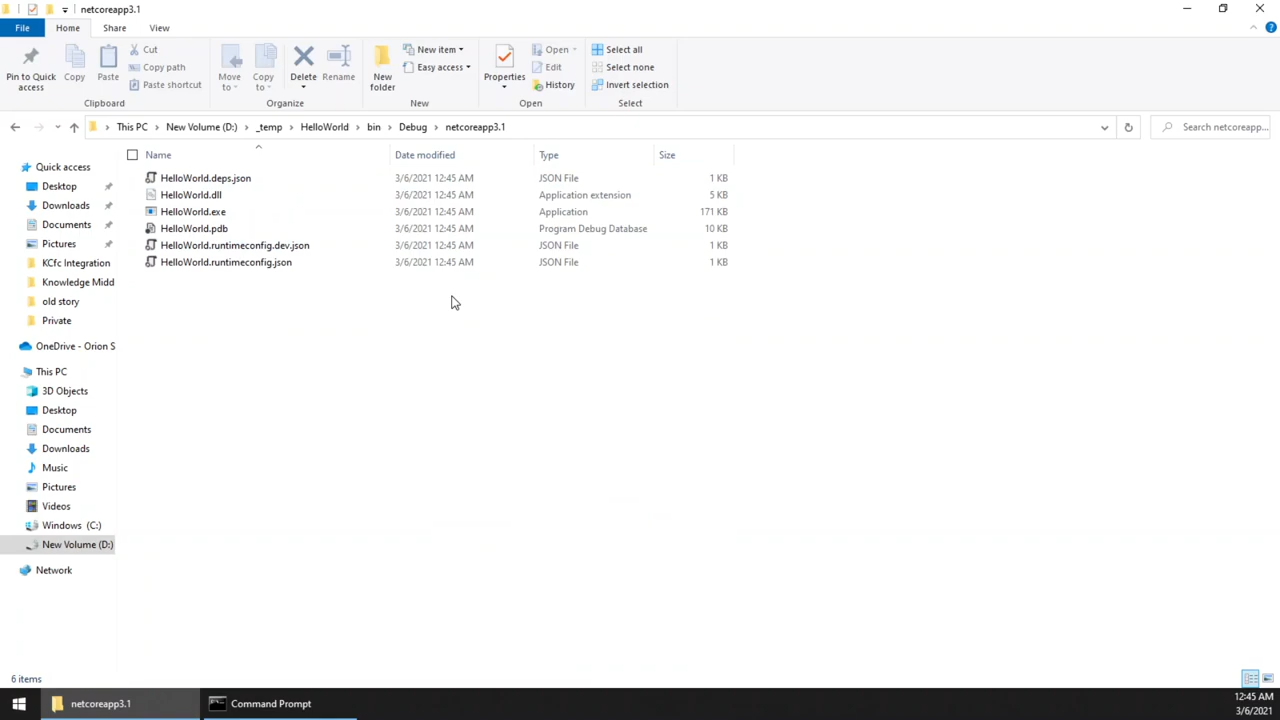 netcoreapp3.1
File Home Share View
Pin to Quick access
Copy
Paste
Cut
Copy path
Paste shortcut
Clipboard
Move to
Copy to
Delete
Rename
Organize
New folder
New item
Easy access
New
Properties
Open
Edit
History
Open
Select all
Select none
Invert selection
Select
This PC New Volume (D:) _temp HelloWorld bin Debug netcoreapp3.1
Search netcoreapp...
Quick access
Desktop
Downloads
Documents
Pictures
KCfc Integration
Knowledge Midd
old story
Private
OneDrive - Orion S
This PC
3D Objects
Desktop
Documents
Downloads
Music
Pictures
Videos
Windows (C:)
New Volume (D:)
Network
Name Date modified Type Size
HelloWorld.deps.json 3/6/2021 12:45 AM JSON File 1 KB
HelloWorld.dll 3/6/2021 12:45 AM Application extension 5 KB
HelloWorld.exe 3/6/2021 12:45 AM Application 171 KB
HelloWorld.pdb 3/6/2021 12:45 AM Program Debug Database 10 KB
HelloWorld.runtimeconfig.dev.json 3/6/2021 12:45 AM JSON File 1 KB
HelloWorld.runtimeconfig.json 3/6/2021 12:45 AM JSON File 1 KB
6 items
netcoreapp3.1
Command Prompt
12:45 AM
3/6/2021